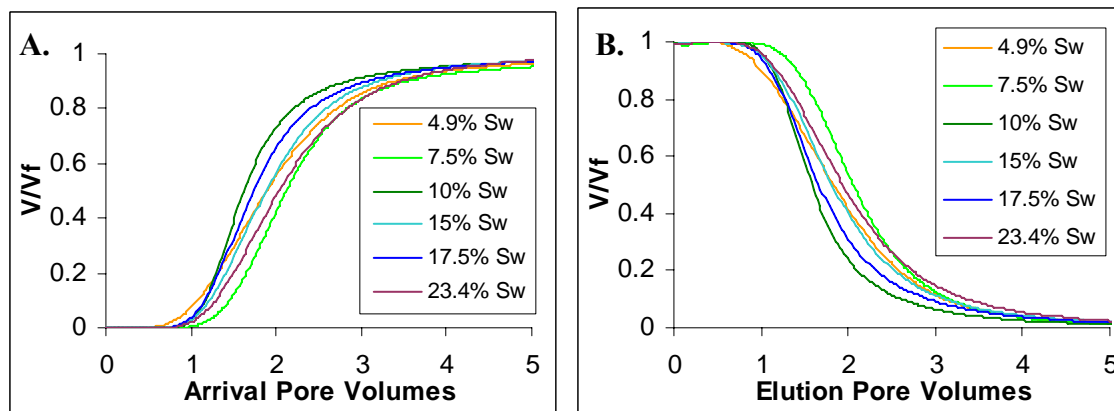 A.
V/Vf
1
0.8
0.6
0.4
0.2
0
0 1 2 3 4 5
Arrival Pore Volumes
4.9% Sw
7.5% Sw
10% Sw
15% Sw
17.5% Sw
23.4% Sw
B.
V/Vf
1
0.8
0.6
0.4
0.2
0
0 1 2 3 4 5
Elution Pore Volumes
4.9% Sw
7.5% Sw
10% Sw
15% Sw
17.5% Sw
23.4% Sw